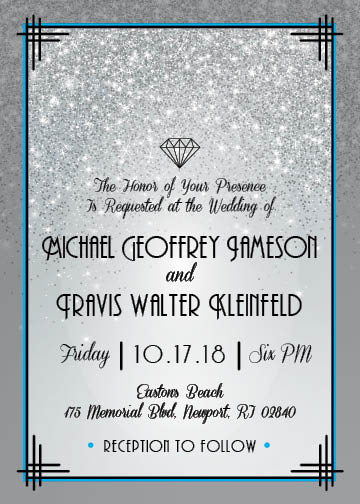 The Honor of Your Presence
Is Requested at the Wedding of
Michael Geoffrey Jameson
and
Travis Walter Kleinfeld
Friday | 10.17.18 | Six PM
Eastons Beach
175 Memorial Blvd, Newport, RI 02840
• RECEPTION TO FOLLOW •